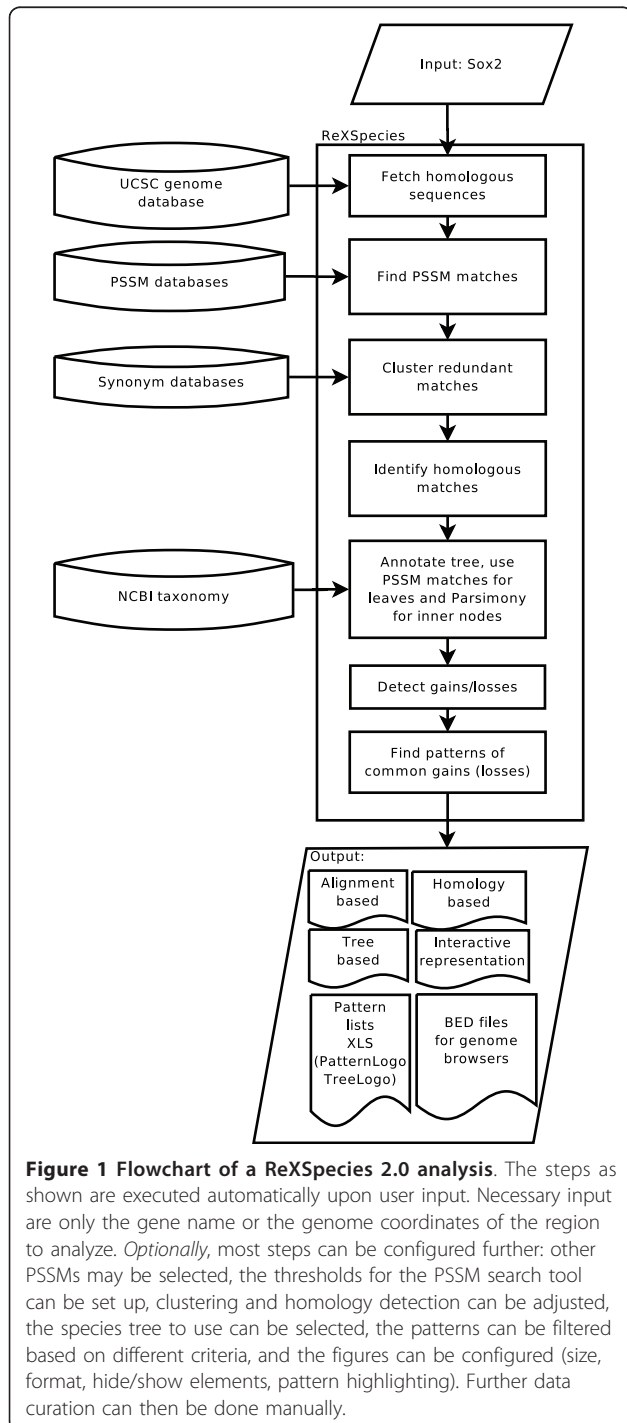 Input: Sox2
ReXSpecies
UCSC genome
database
Fetch homologous
sequences
PSSM databases
Find PSSM matches
Synonym databases
Cluster redundant
matches
Identify homologous
matches
NCBI taxonomy
Annotate tree, use
PSSM matches for
leaves and Parsimony
for inner nodes
Detect gains/losses
Find patterns of
common gains (losses)
Output:
Alignment
based
Homology
based
Tree
based
Interactive
representation
Pattern
lists
XLS
(PatternLogo
TreeLogo)
BED files
for genome
browsers
Figure 1 Flowchart of a ReXSpecies 2.0 analysis. The steps as
shown are executed automatically upon user input. Necessary input
are only the gene name or the genome coordinates of the region
to analyze. Optionally, most steps can be configured further: other
PSSMs may be selected, the thresholds for the PSSM search tool
can be set up, clustering and homology detection can be adjusted,
the species tree to use can be selected, the patterns can be filtered
based on different criteria, and the figures can be configured (size,
format, hide/show elements, pattern highlighting). Further data
curation can then be done manually.